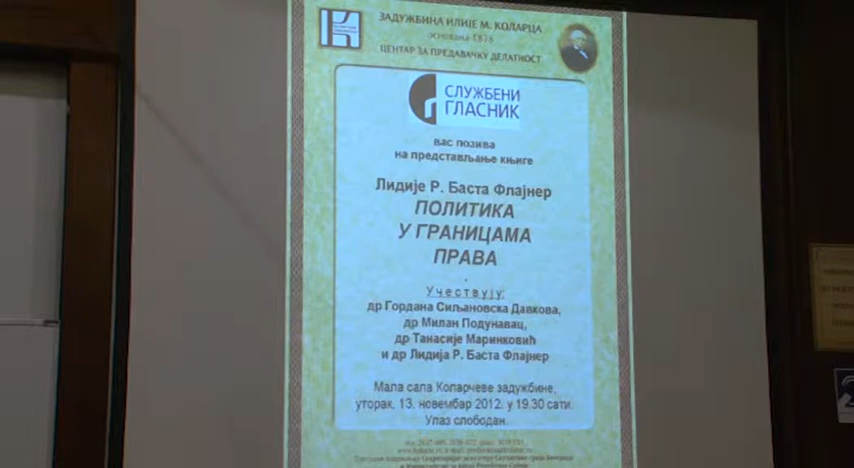 ЗАДУЖБИНА ИЛИЈЕ М. КОЛАРЦА
основана 1878
ЦЕНТАР ЗА ПРЕДАВАЧКУ ДЕЛАТНОСТ
СЛУЖБЕНИ
ГЛАСНИК
вас позива
на представљање књиге
Лидије Р. Баста Флајнер
ПОЛИТИКА
У ГРАНИЦАМА
ПРАВА
Учествују:
др Гордана Сиљановска Давкова,
др Милан Подунавац,
др Танасије Маринковић
и др Лидија Р. Баста Флајнер
Мала сала Коларчеве задужбине,
уторак, 13. новембар 2012. у 19.30 сати.
Улаз слободан.